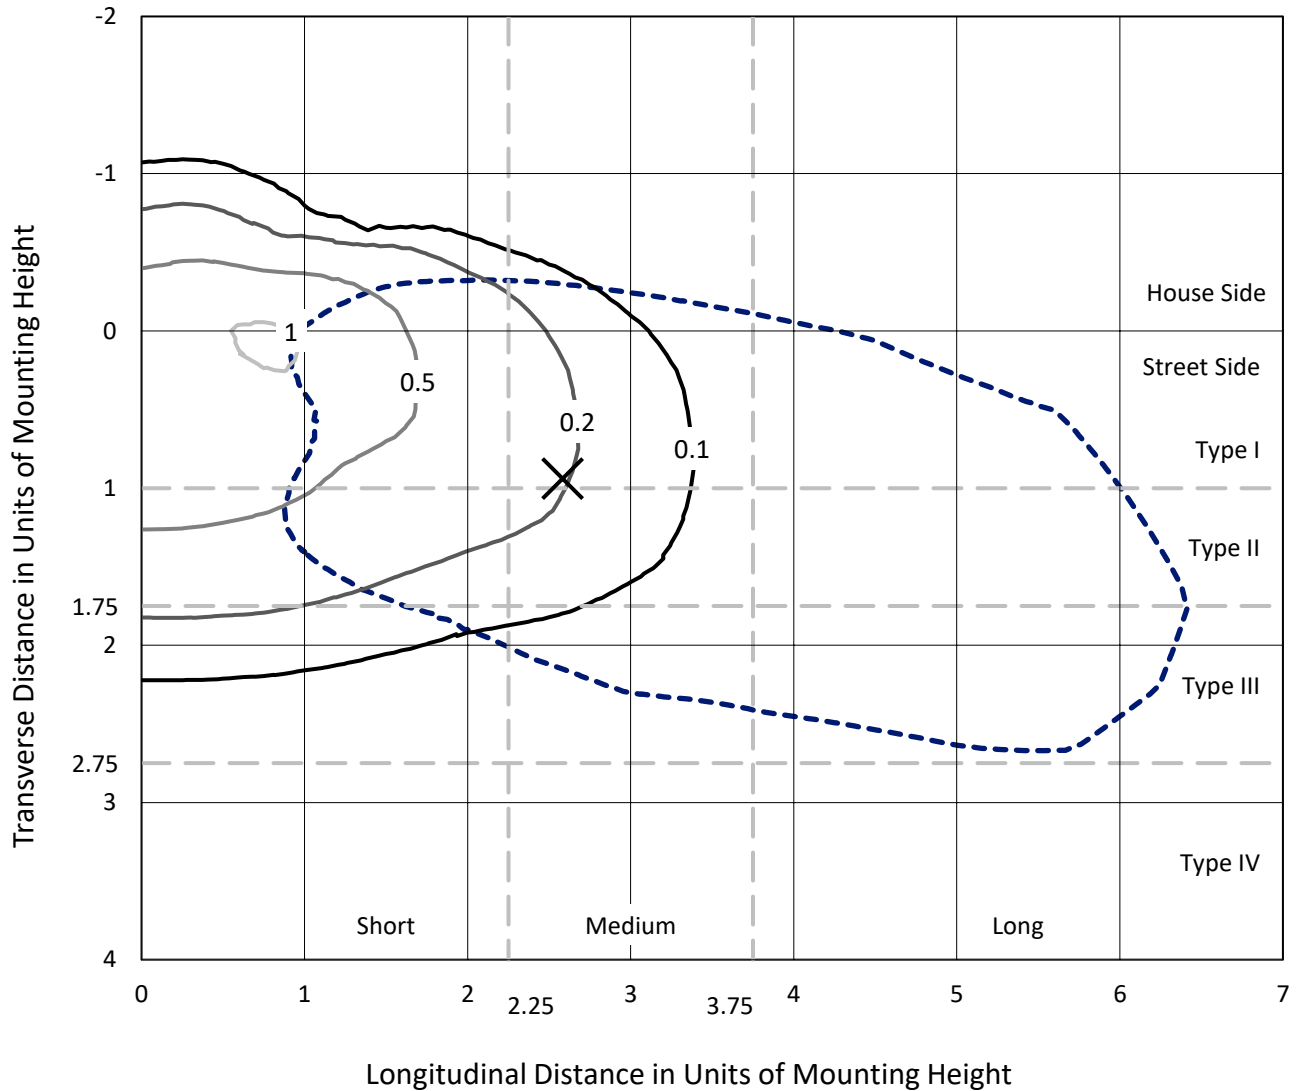 -2
-1
0
1
1.75
2
2.75
3
4
Transverse Distance in Units of Mounting Height
1
0.5
0.2
0.1
House Side
Street Side
Type I
Type II
Type III
Type IV
Short
Medium
Long
0
1
2
2.25
3
3.75
4
5
6
7
Longitudinal Distance in Units of Mounting Height